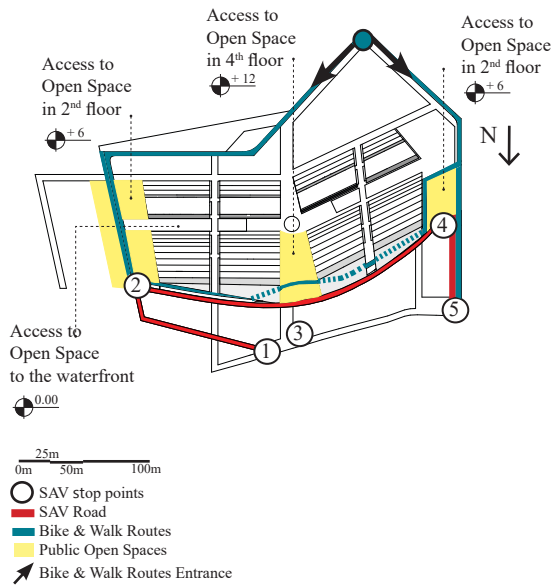 Access to
Open Space
in 4th floor
+ 12
Access to
Open Space
in 2nd floor
+ 6
Access to
Open Space
in 2nd floor
+ 6
N
4
2
5
3
1
Access to
Open Space
to the waterfront
0.00
25m
0m 50m 100m
SAV stop points
SAV Road
Bike & Walk Routes
Public Open Spaces
Bike & Walk Routes Entrance